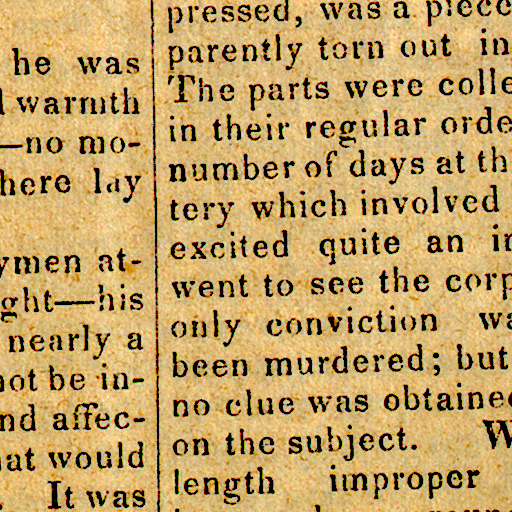 he was
warmth
—no mo-
here lay
ymen at-
ght—his
nearly a
not be in-
nd affec-
hat would
It was
pressed, was a piece
parently torn out in
The parts were colle
in their regular orde
number of days at th
tery which involved
excited quite an in
went to see the corp
only conviction wa
been murdered; but
no clue was obtained
on the subject. W
length improper